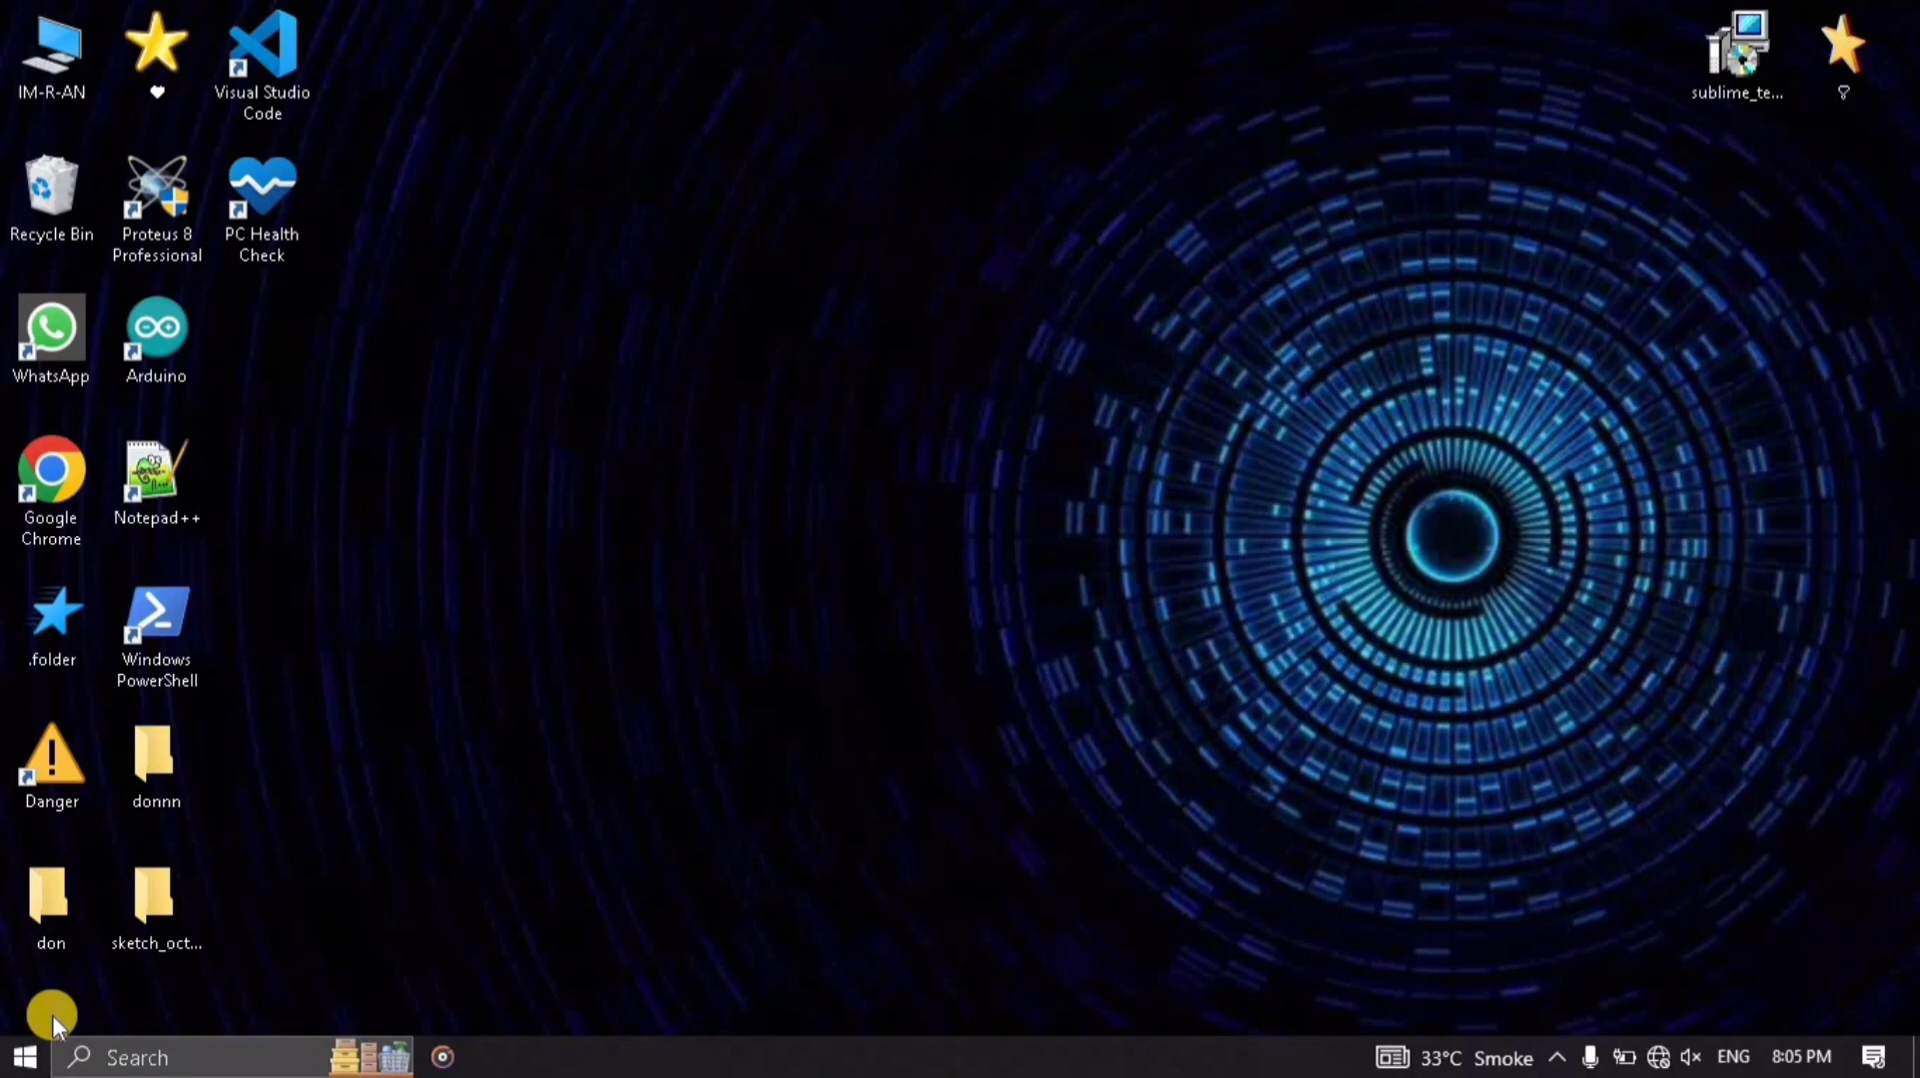 IM-R-AN
Visual Studio
Code
sublime_te...
Recycle Bin
Proteus 8
Professional
PC Health
Check
WhatsApp
Arduino
Google
Chrome
Notepad++
.folder
Windows
PowerShell
Danger
donnn
don
sketch_oct...
Search
33°C Smoke
ENG
8:05 PM